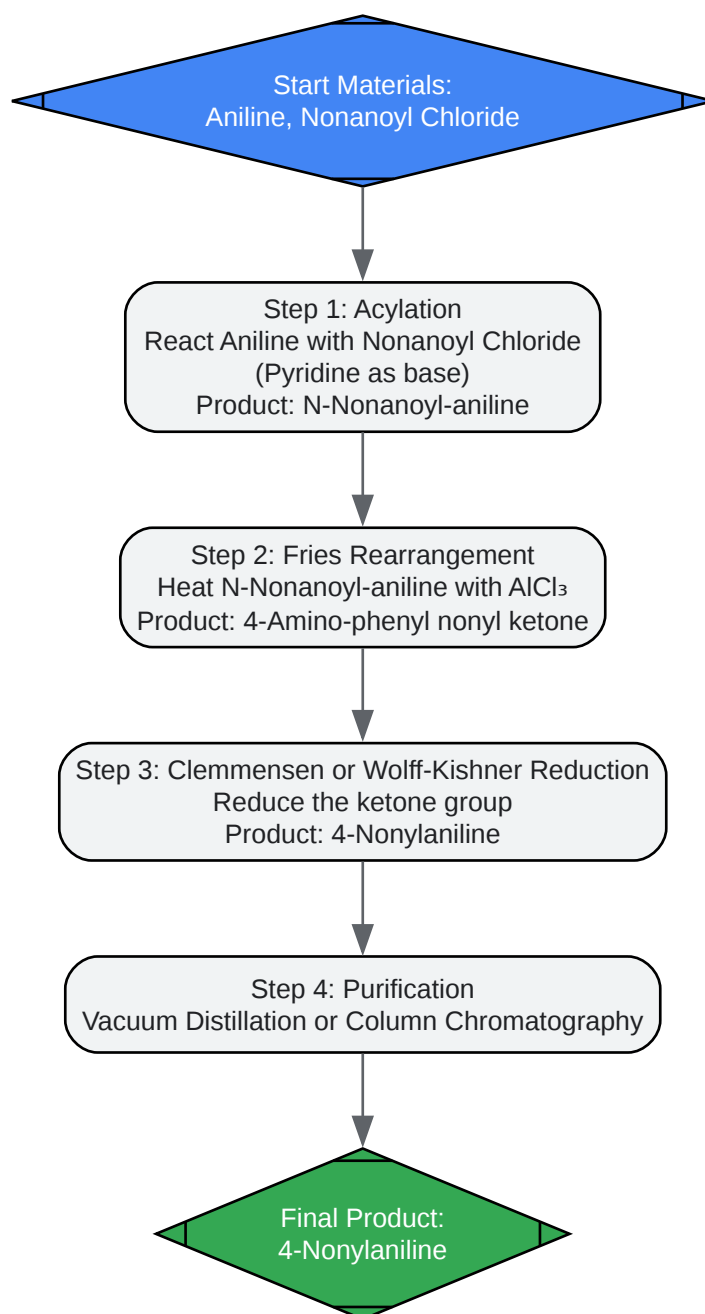 Start Materials:
Aniline, Nonanoyl Chloride
Step 1: Acylation
React Aniline with Nonanoyl Chloride
(Pyridine as base)
Product: N-Nonanoyl-aniline
Step 2: Fries Rearrangement
Heat N-Nonanoyl-aniline with AlCl₃
Product: 4-Amino-phenyl nonyl ketone
Step 3: Clemmensen or Wolff-Kishner Reduction
Reduce the ketone group
Product: 4-Nonylaniline
Step 4: Purification
Vacuum Distillation or Column Chromatography
Final Product:
4-Nonylaniline